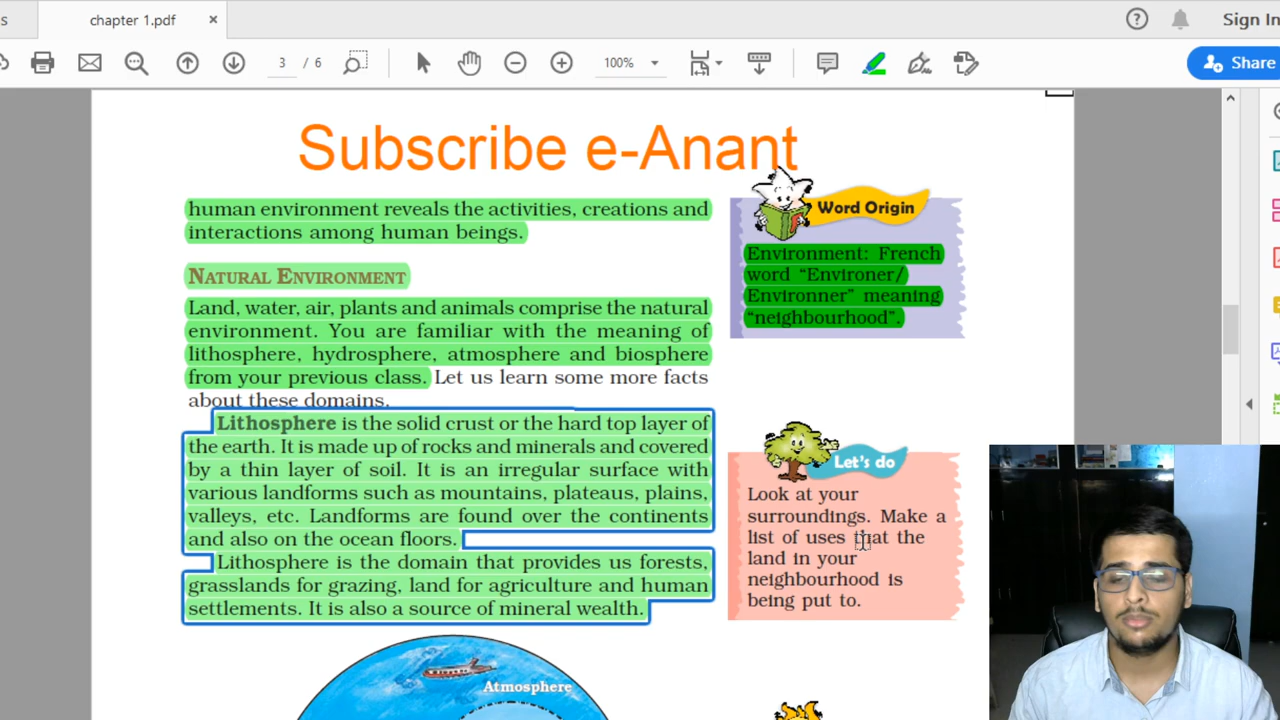 s
chapter 1.pdf
×
Sign In
3 / 6
100%
Share
Subscribe e-Anant
human environment reveals the activities, creations and
interactions among human beings.
NATURAL ENVIRONMENT
Land, water, air, plants and animals comprise the natural
environment. You are familiar with the meaning of
lithosphere, hydrosphere, atmosphere and biosphere
from your previous class. Let us learn some more facts
about these domains.
Lithosphere is the solid crust or the hard top layer of
the earth. It is made up of rocks and minerals and covered
by a thin layer of soil. It is an irregular surface with
various landforms such as mountains, plateaus, plains,
valleys, etc. Landforms are found over the continents
and also on the ocean floors.
Lithosphere is the domain that provides us forests,
grasslands for grazing, land for agriculture and human
settlements. It is also a source of mineral wealth.
Atmosphere
Word Origin
Environment: French
word “Environer/
Environner” meaning
“neighbourhood”.
Let’s do
Look at your
surroundings. Make a
list of uses that the
land in your
neighbourhood is
being put to.